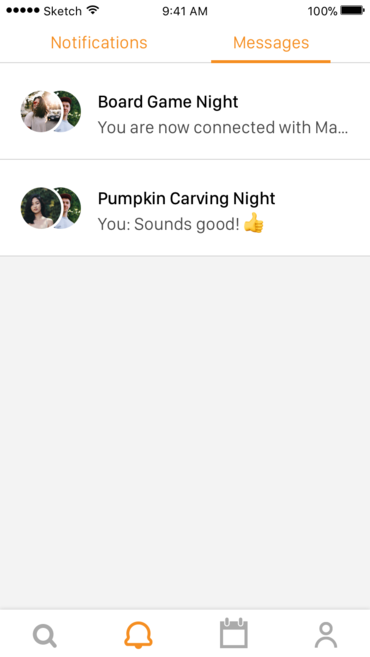 Sketch 9:41 AM 100%
Notifications Messages
Board Game Night
You are now connected with Ma...
Pumpkin Carving Night
You: Sounds good! 👍